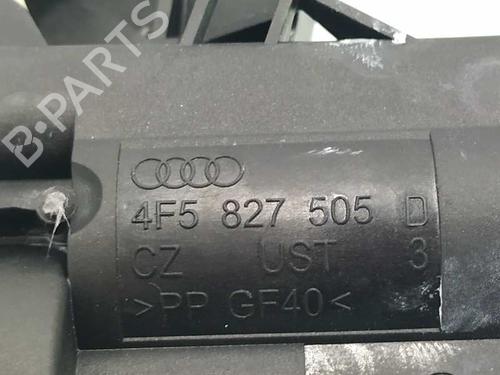 B-PARTS
4F5 827 505 D
CZ UST 3
>PP GF40<